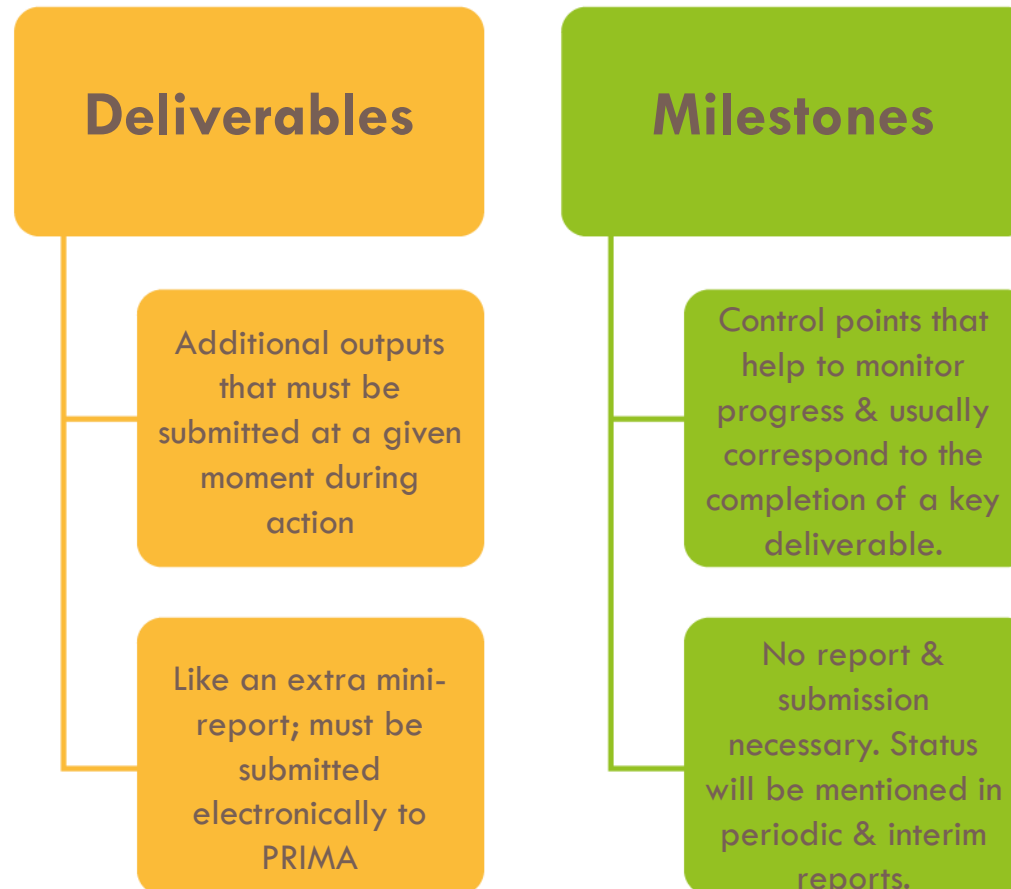 Deliverables
Additional outputs
that must be
submitted at a given
moment during
action
Like an extra mini-
report; must be
submitted
electronically to
PRIMA
Milestones
Control points that
help to monitor
progress & usually
correspond to the
completion of a key
deliverable.
No report &
submission
necessary. Status
will be mentioned in
periodic & interim
reports.